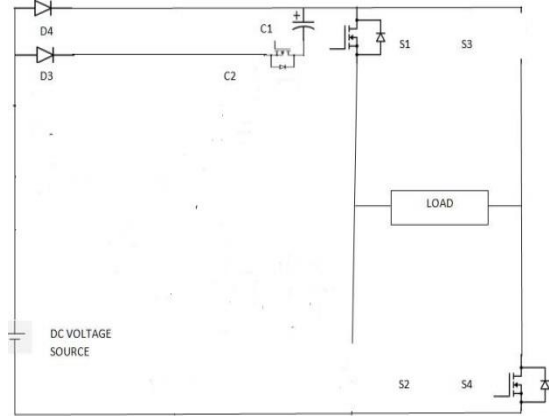 D4
C1
S1 S3
D3
C2
LOAD
DC VOLTAGE
SOURCE
S2 S4
+